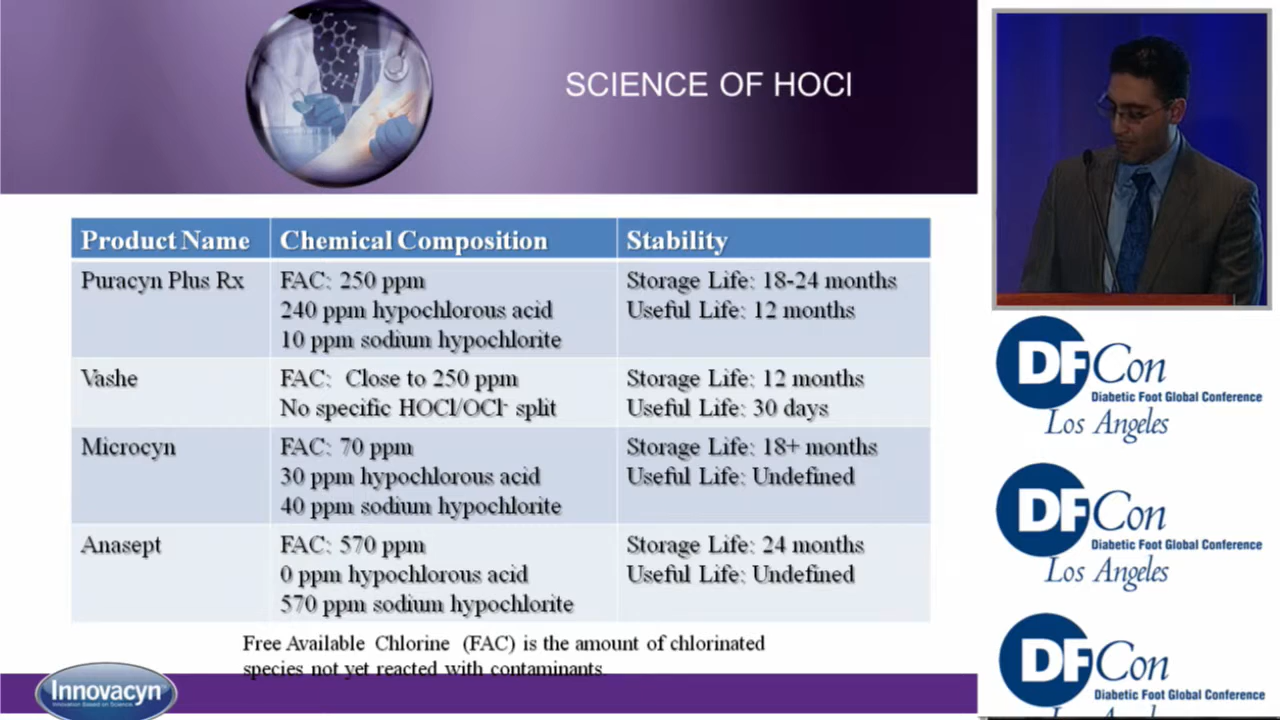 SCIENCE OF HOCl
Product Name Chemical Composition Stability
Puracyn Plus Rx FAC: 250 ppm Storage Life: 18-24 months
240 ppm hypochlorous acid Useful Life: 12 months
10 ppm sodium hypochlorite
Vashe FAC: Close to 250 ppm Storage Life: 12 months
No specific HOCl/OCl- split Useful Life: 30 days
Microcyn FAC: 70 ppm Storage Life: 18+ months
30 ppm hypochlorous acid Useful Life: Undefined
40 ppm sodium hypochlorite
Anasept FAC: 570 ppm Storage Life: 24 months
0 ppm hypochlorous acid Useful Life: Undefined
570 ppm sodium hypochlorite
Free Available Chlorine (FAC) is the amount of chlorinated
species not yet reacted with contaminants.
Innovacyn
Innovation Based on Science
DFCon
Diabetic Foot Global Conference
Los Angeles
DFCon
Diabetic Foot Global Conference
Los Angeles
DFCon
Diabetic Foot Global Conference